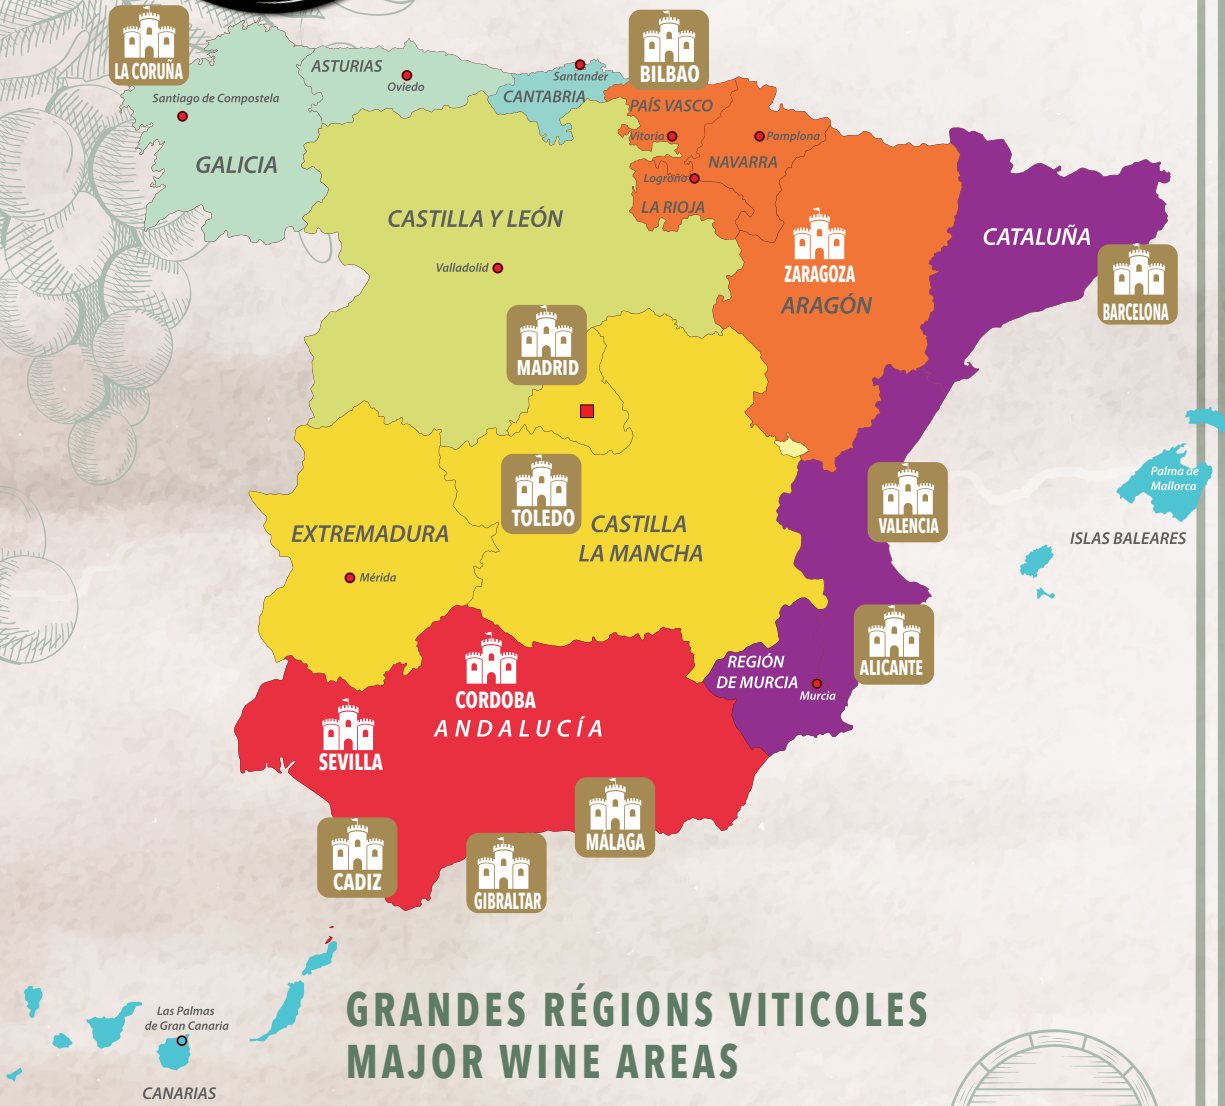 LA CORUÑA
BILBAO
ASTURIAS
Oviedo
Santander
CANTABRIA
Santiago de Compostela
PAÍS VASCO
Vitoria
Pamplona
GALICIA
NAVARRA
Logroño
LA RIOJA
CASTILLA Y LEÓN
CATALUÑA
Valladolid
ZARAGOZA
ARAGÓN
BARCELONA
MADRID
Palma de
Mallorca
TOLEDO
CASTILLA
LA MANCHA
VALENCIA
EXTREMADURA
ISLAS BALEARES
Mérida
REGIÓN
DE MURCIA
Murcia
ALICANTE
CORDOBA
ANDALUCÍA
SEVILLA
MÁLAGA
CADIZ
GIBRALTAR
Las Palmas
de Gran Canaria
CANARIAS
GRANDES RÉGIONS VITICOLES
MAJOR WINE AREAS